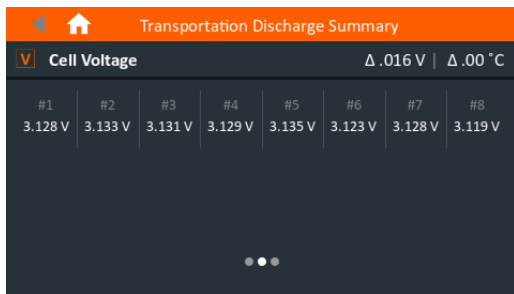 Transportation Discharge Summary
V Cell Voltage Δ .016 V | Δ .00 °C
#1 #2 #3 #4 #5 #6 #7 #8
3.128 V 3.133 V 3.131 V 3.129 V 3.135 V 3.123 V 3.128 V 3.119 V